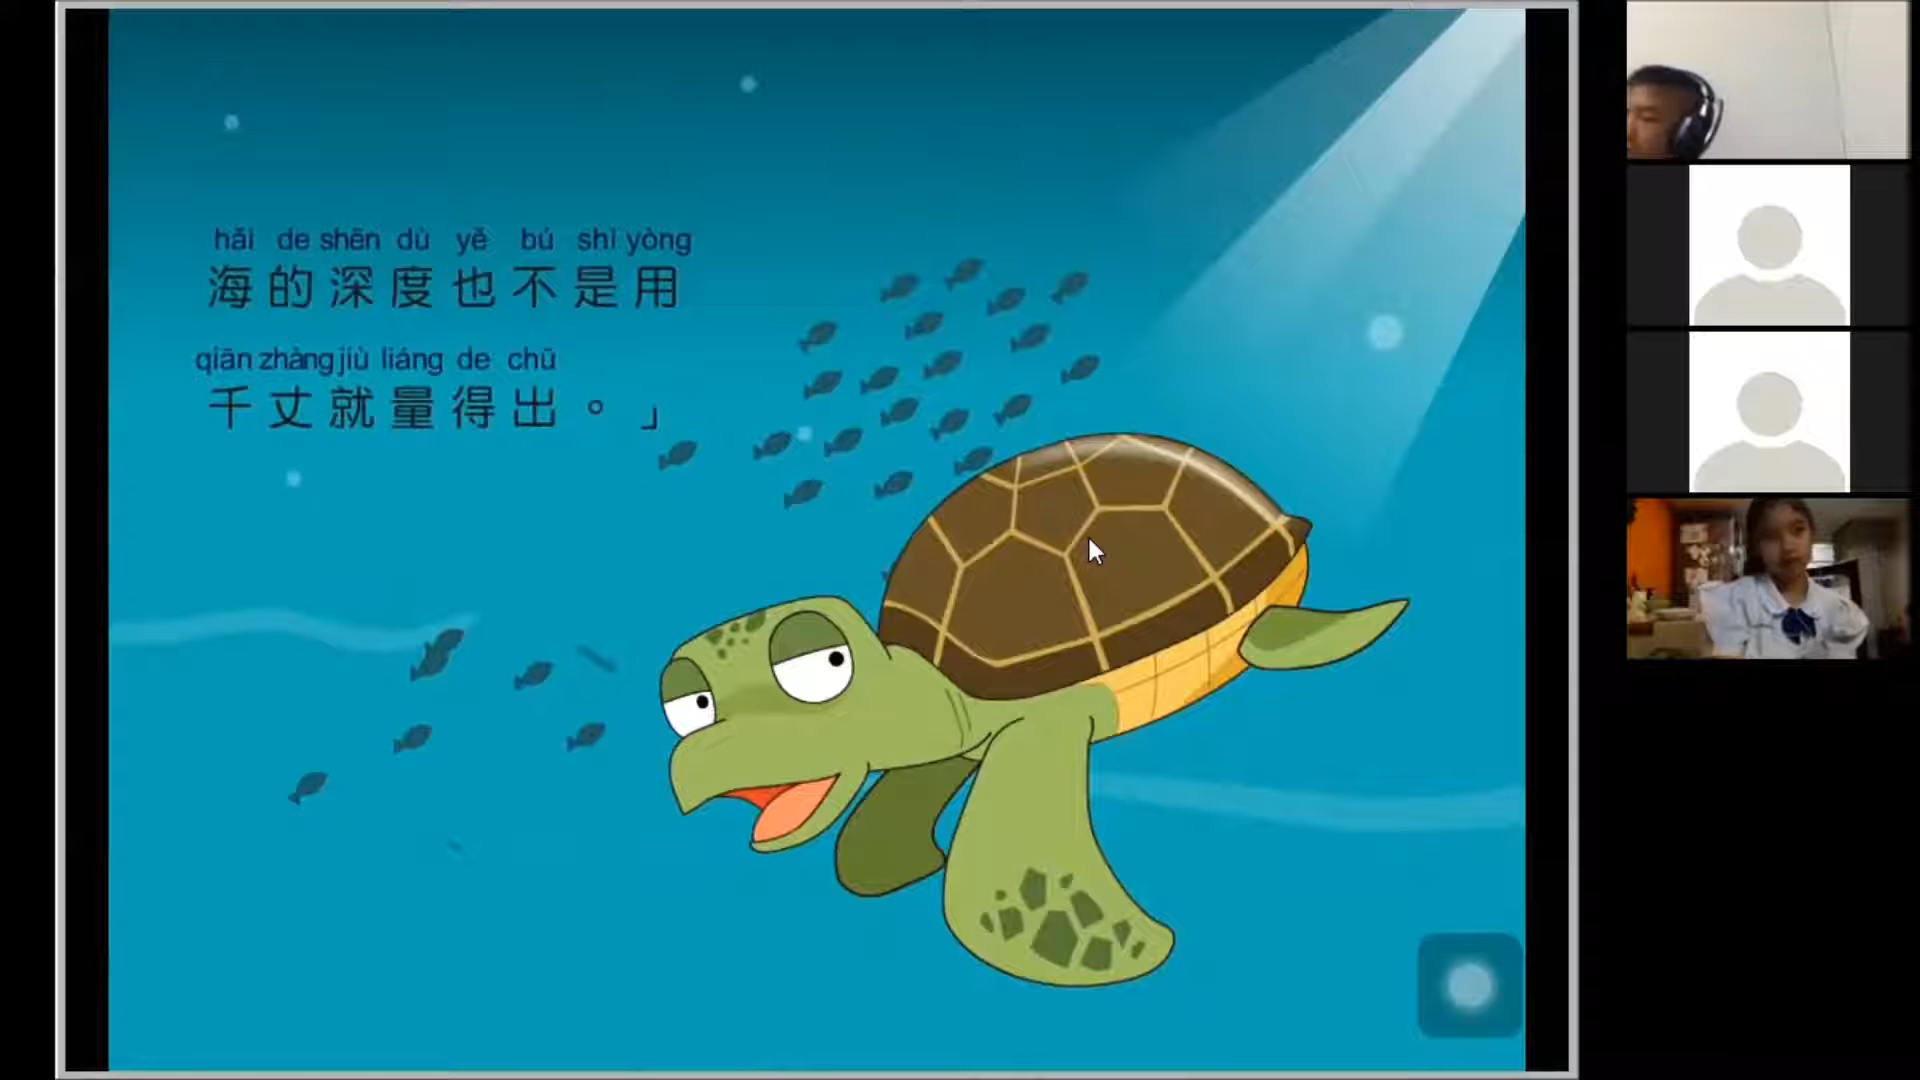 hǎi de shēn dù yě bú shì yòng
海的深度也不是用
qiān zhàng jiù liáng de chū
千丈就量得出。」